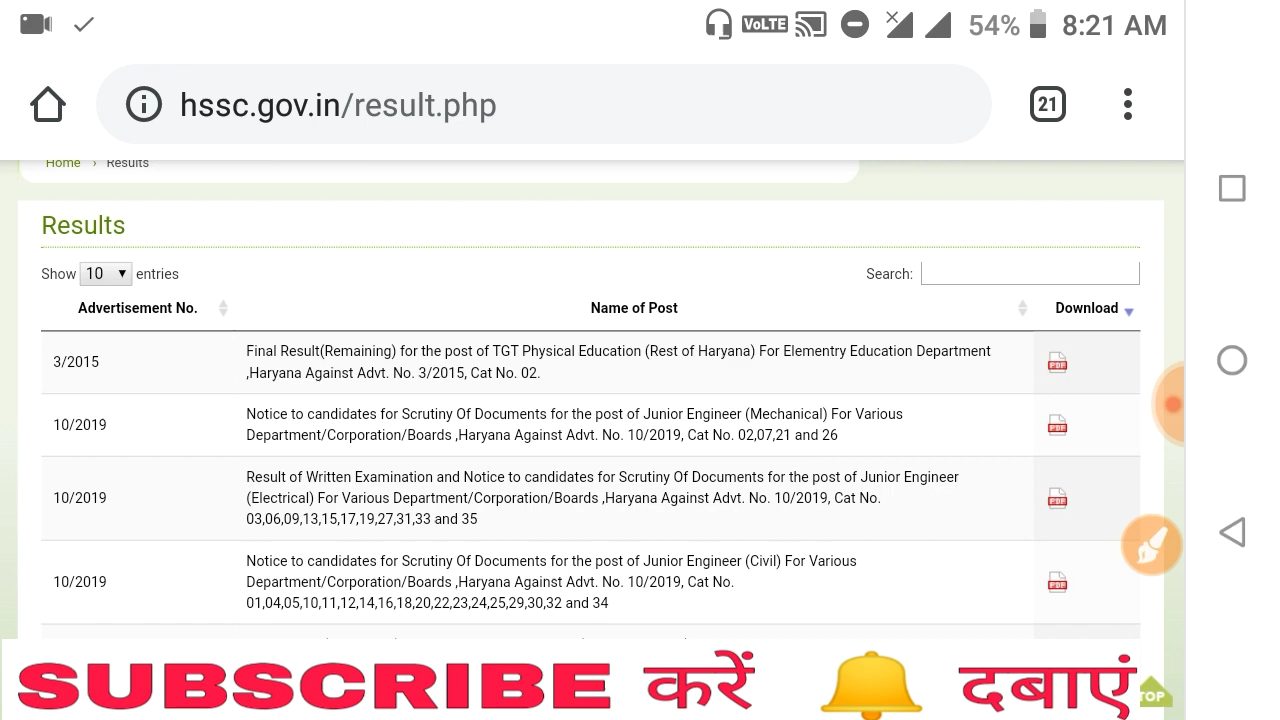 VoLTE 54% 8:21 AM
hssc.gov.in/result.php 21
Home › Results
Results
Show 10 entries Search:
Advertisement No. Name of Post Download
3/2015 Final Result(Remaining) for the post of TGT Physical Education (Rest of Haryana) For Elementry Education Department
,Haryana Against Advt. No. 3/2015, Cat No. 02. PDF
10/2019 Notice to candidates for Scrutiny Of Documents for the post of Junior Engineer (Mechanical) For Various
Department/Corporation/Boards ,Haryana Against Advt. No. 10/2019, Cat No. 02,07,21 and 26 PDF
10/2019 Result of Written Examination and Notice to candidates for Scrutiny Of Documents for the post of Junior Engineer
(Electrical) For Various Department/Corporation/Boards ,Haryana Against Advt. No. 10/2019, Cat No. PDF
03,06,09,13,15,17,19,27,31,33 and 35
10/2019 Notice to candidates for Scrutiny Of Documents for the post of Junior Engineer (Civil) For Various
Department/Corporation/Boards ,Haryana Against Advt. No. 10/2019, Cat No. PDF
01,04,05,10,11,12,14,16,18,20,22,23,24,25,29,30,32 and 34
SUBSCRIBE करें दबाएं TOP